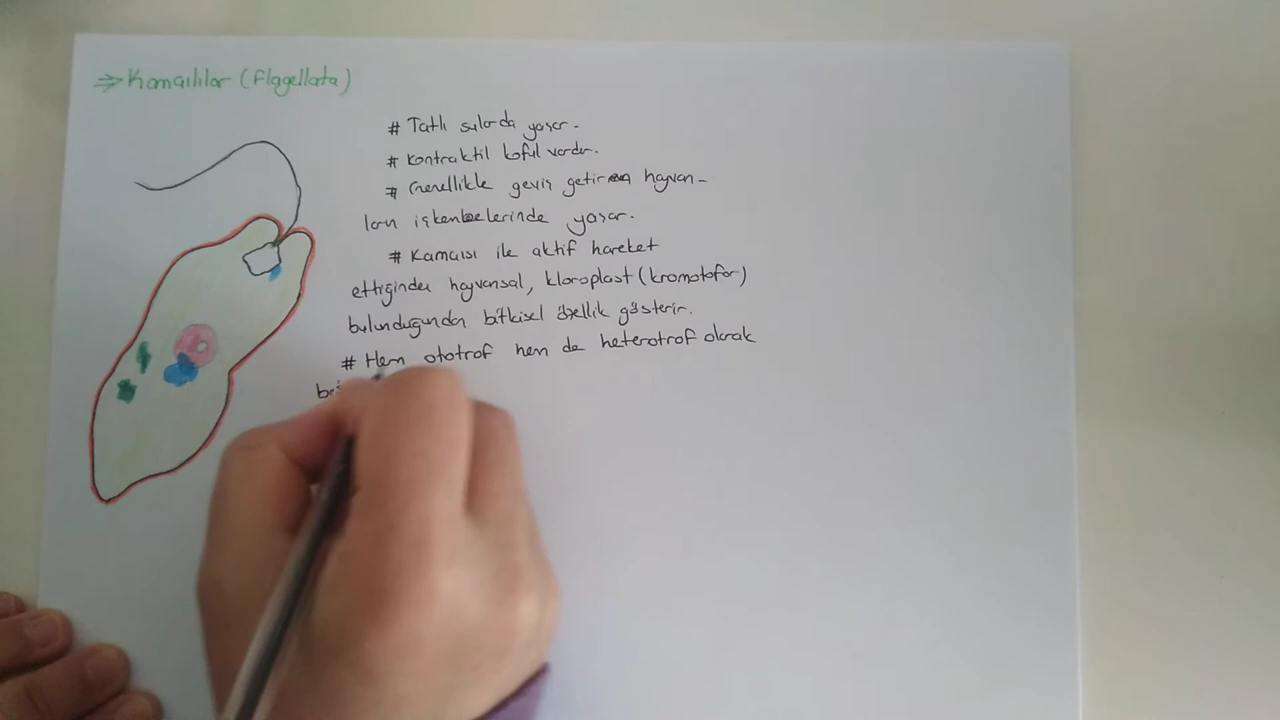 ⇒ Kamçılılar (Flagellata)
# Tatlı sularda yaşar.
# Kontraktil koful vardır.
# Genellikle geviş getiren hayvan-
ların işkembelerinde yaşar.
# Kamçısı ile aktif hareket
ettiğinden hayvansal, kloroplast (kromotofor)
bulunduğundan bitkisel özellik gösterir.
# Hem ototrof hem de heterotrof olarak